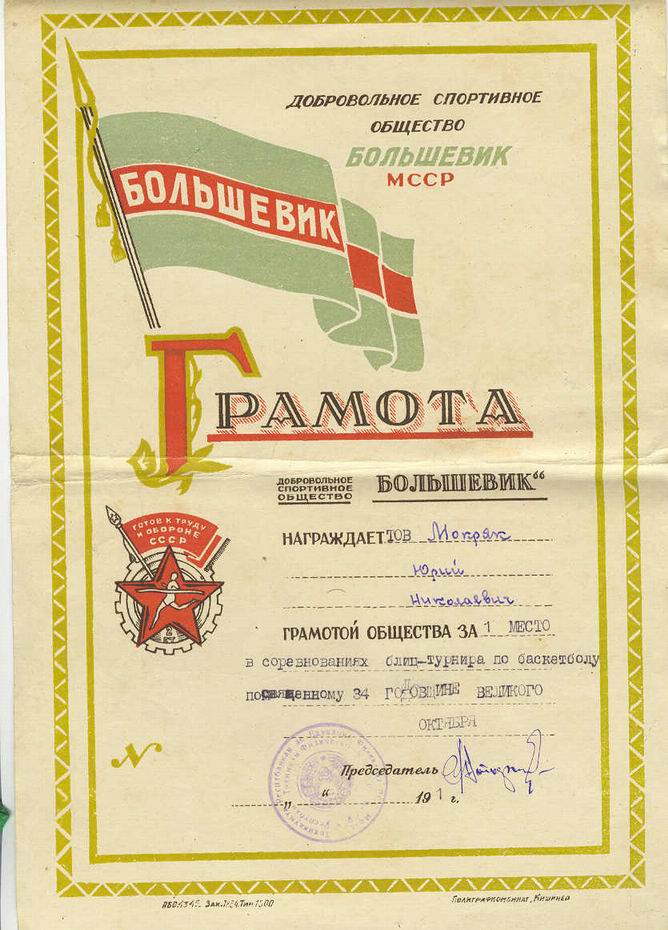 ДОБРОВОЛЬНОЕ СПОРТИВНОЕ
ОБЩЕСТВО
БОЛЬШЕВИК
МССР
БОЛЬШЕВИК
ГРАМОТА
ДОБРОВОЛЬНОЕ
СПОРТИВНОЕ
ОБЩЕСТВО
БОЛЬШЕВИК“
ГОТОВ К ТРУДУ
И ОБОРОНЕ
СССР
НАГРАЖДАЕТ ТОВ Мокряк
Юрий
Николаевич
ГРАМОТОЙ ОБЩЕСТВА ЗА 1 МЕСТО
в соревнованиях блиц-турнира по баскетболу
посвященному 34 ГОДОВЩИНЕ ВЕЛИКОГО
ОКТЯБРЯ
№
Председатель
" " 19 1 г.
Полиграфкомбинат, Кишинев